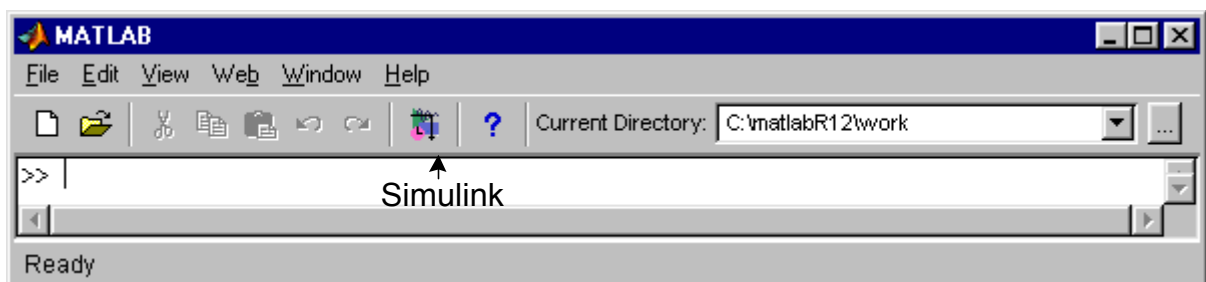 MATLAB
File Edit View Web Window Help
? Current Directory: C:\matlabR12\work ...
>>
Simulink
Ready